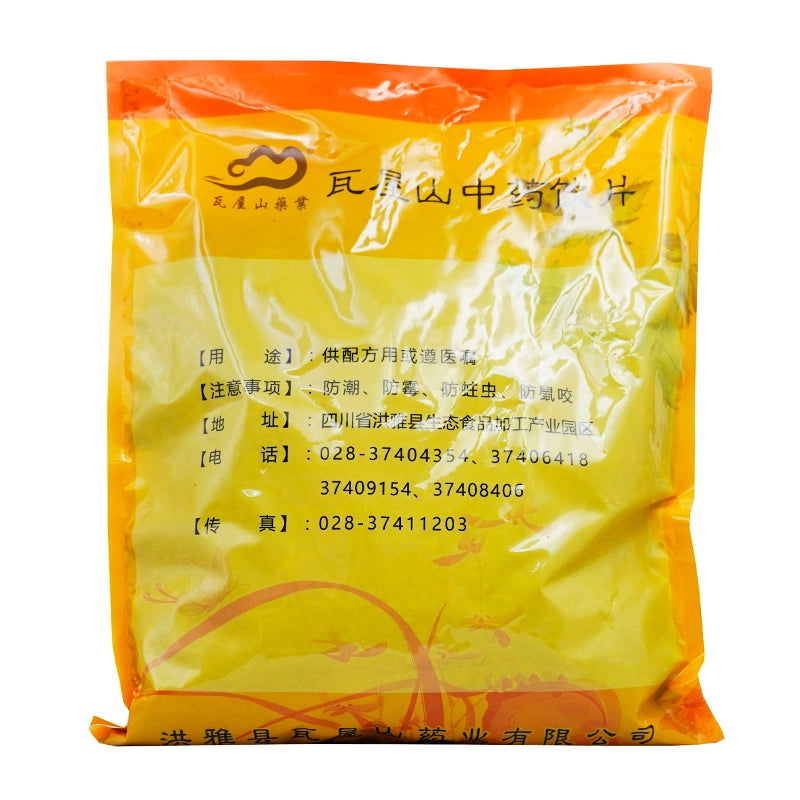 瓦屋山藥業
瓦屋山中药饮片
【用 途】：供配方用或遵医嘱
【注意事项】：防潮、防霉、防蛀虫、防鼠咬
【地 址】：四川省洪雅县生态食品加工产业园区
【电 话】：028-37404354、37406418
37409154、37408406
【传 真】：028-37411203
洪雅县瓦屋山药业有限公司